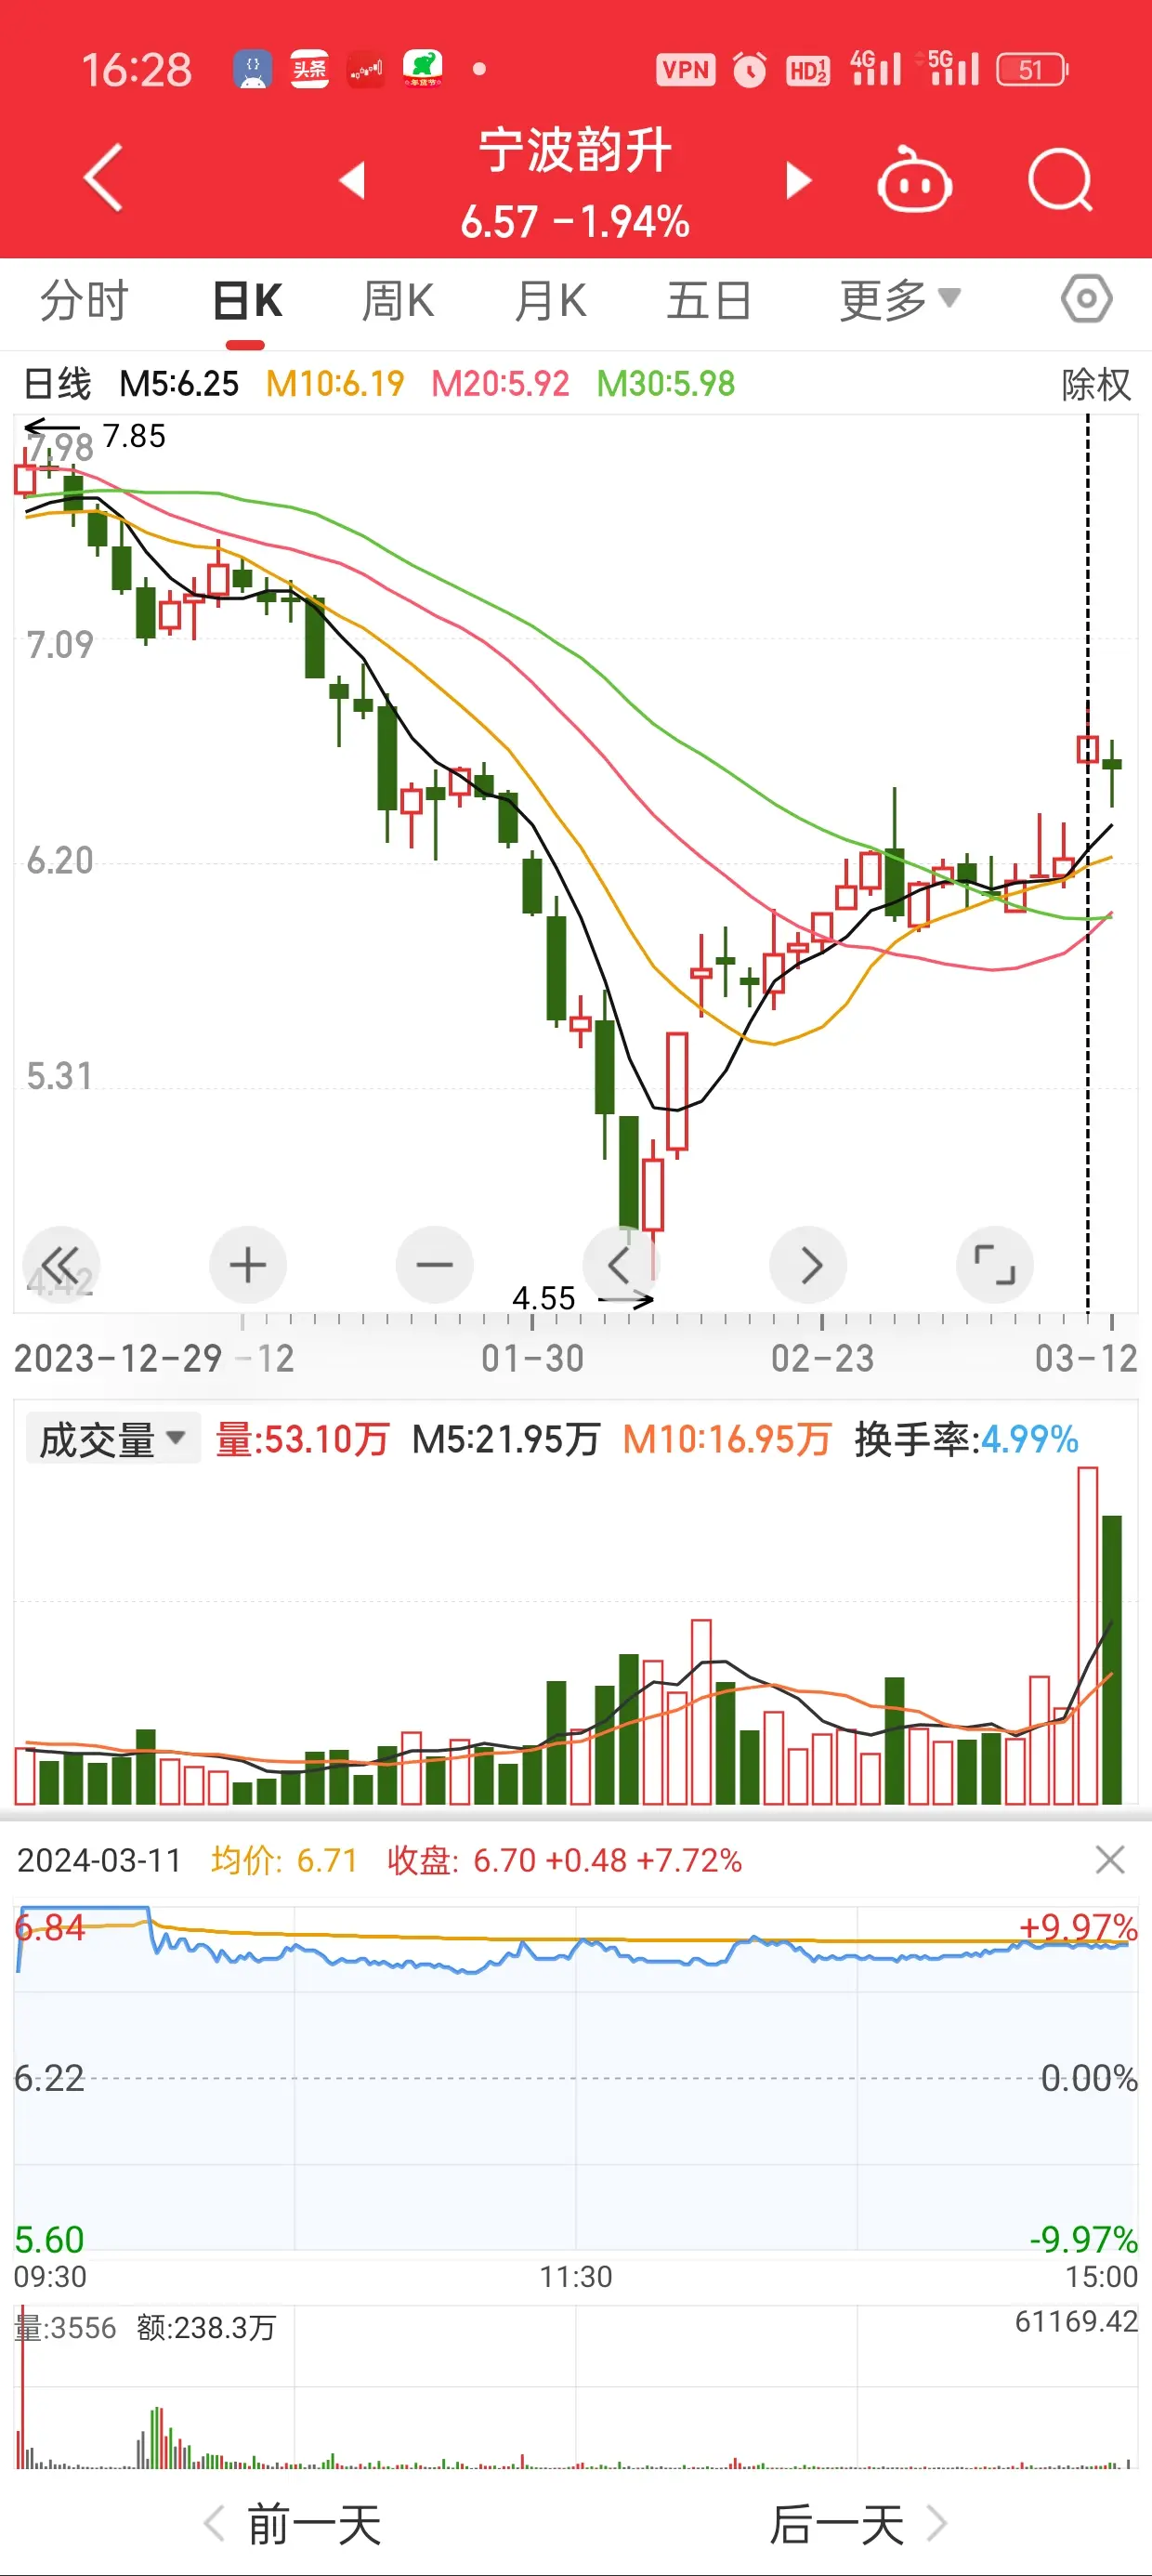 16:28 {} 头条 年货节 VPN HD1 2 4G 5G 51
宁波韵升
6.57 -1.94%
分时 日K 周K 月K 五日 更多
日线 M5:6.25 M10:6.19 M20:5.92 M30:5.98 除权
7.85
7.98
7.09
6.20
5.31
4.42
4.55
2023-12-29 -12 01-30 02-23 03-12
成交量 量:53.10万 M5:21.95万 M10:16.95万 换手率:4.99%
2024-03-11 均价: 6.71 收盘: 6.70 +0.48 +7.72%
6.84 +9.97%
6.22 0.00%
5.60 -9.97%
09:30 11:30 15:00
量:3556 额:238.3万 61169.42
前一天 后一天